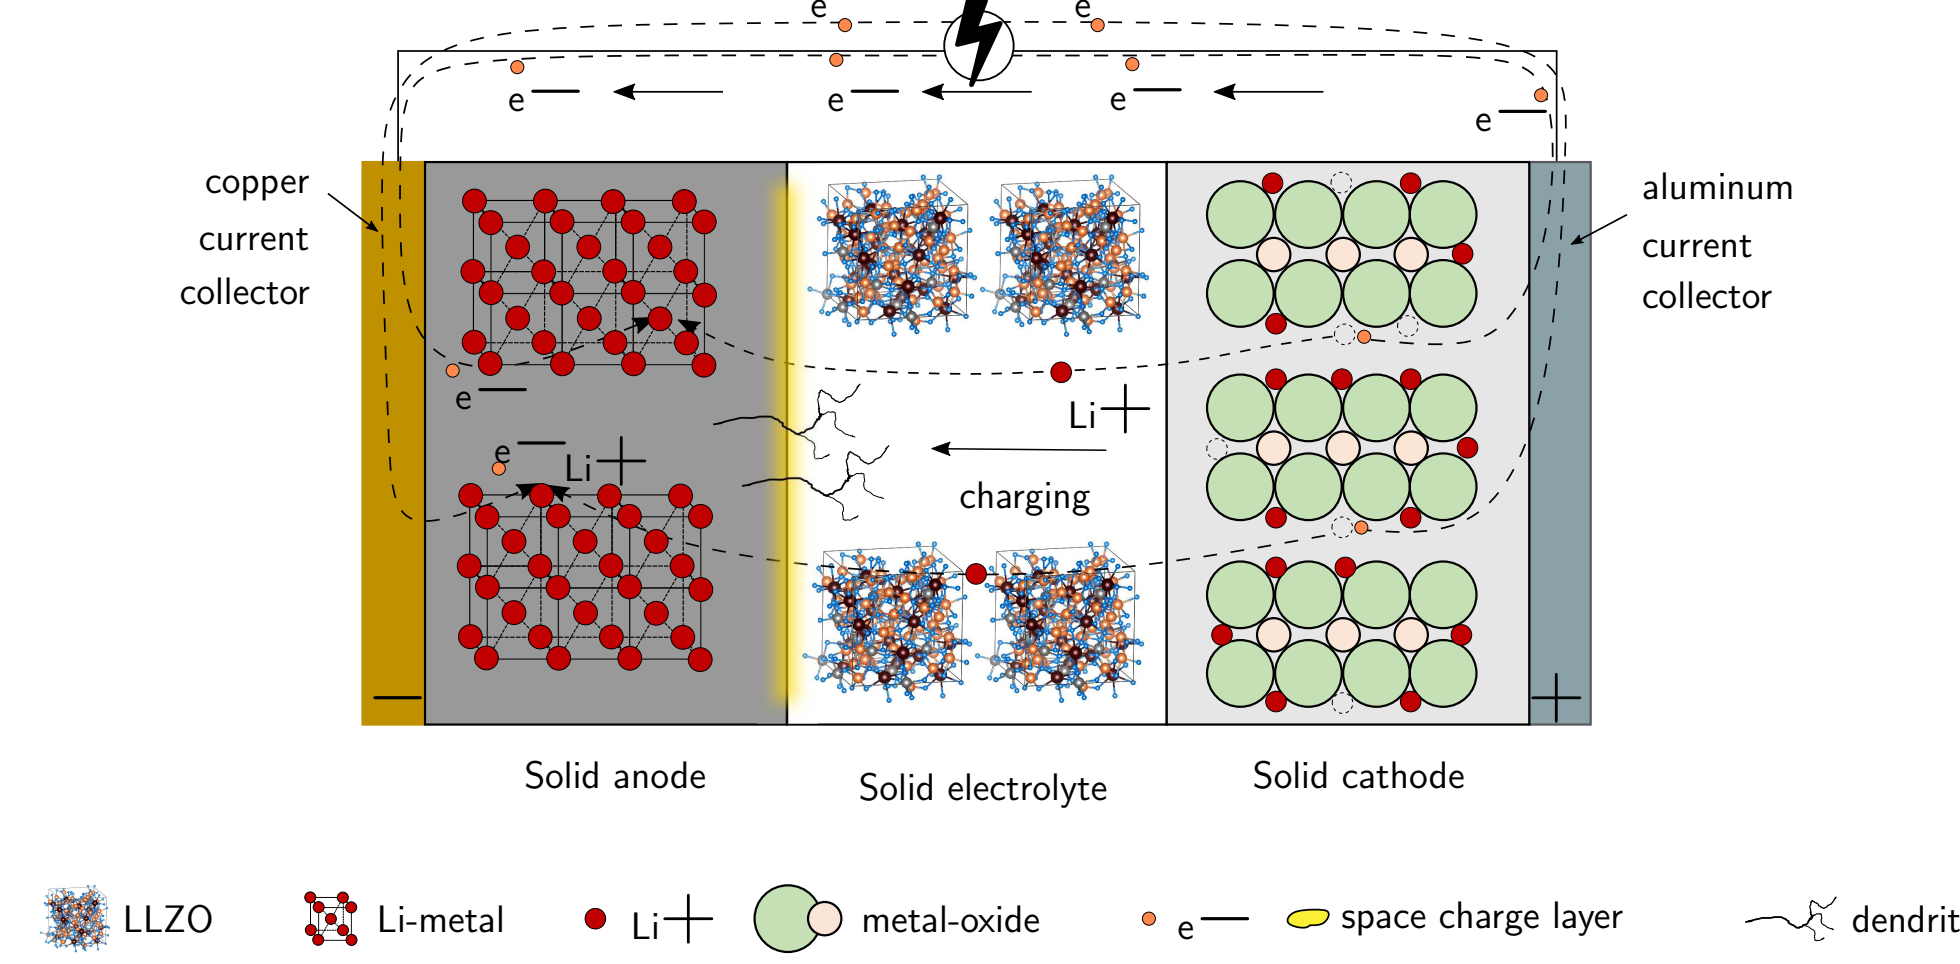 e
e
e—
e—
e—
e—
copper
current
collector
aluminum
current
collector
e—
Li+
e—
Li+
charging
—
+
Solid anode
Solid electrolyte
Solid cathode
LLZO
Li-metal
Li+
metal-oxide
e—
space charge layer
dendrit